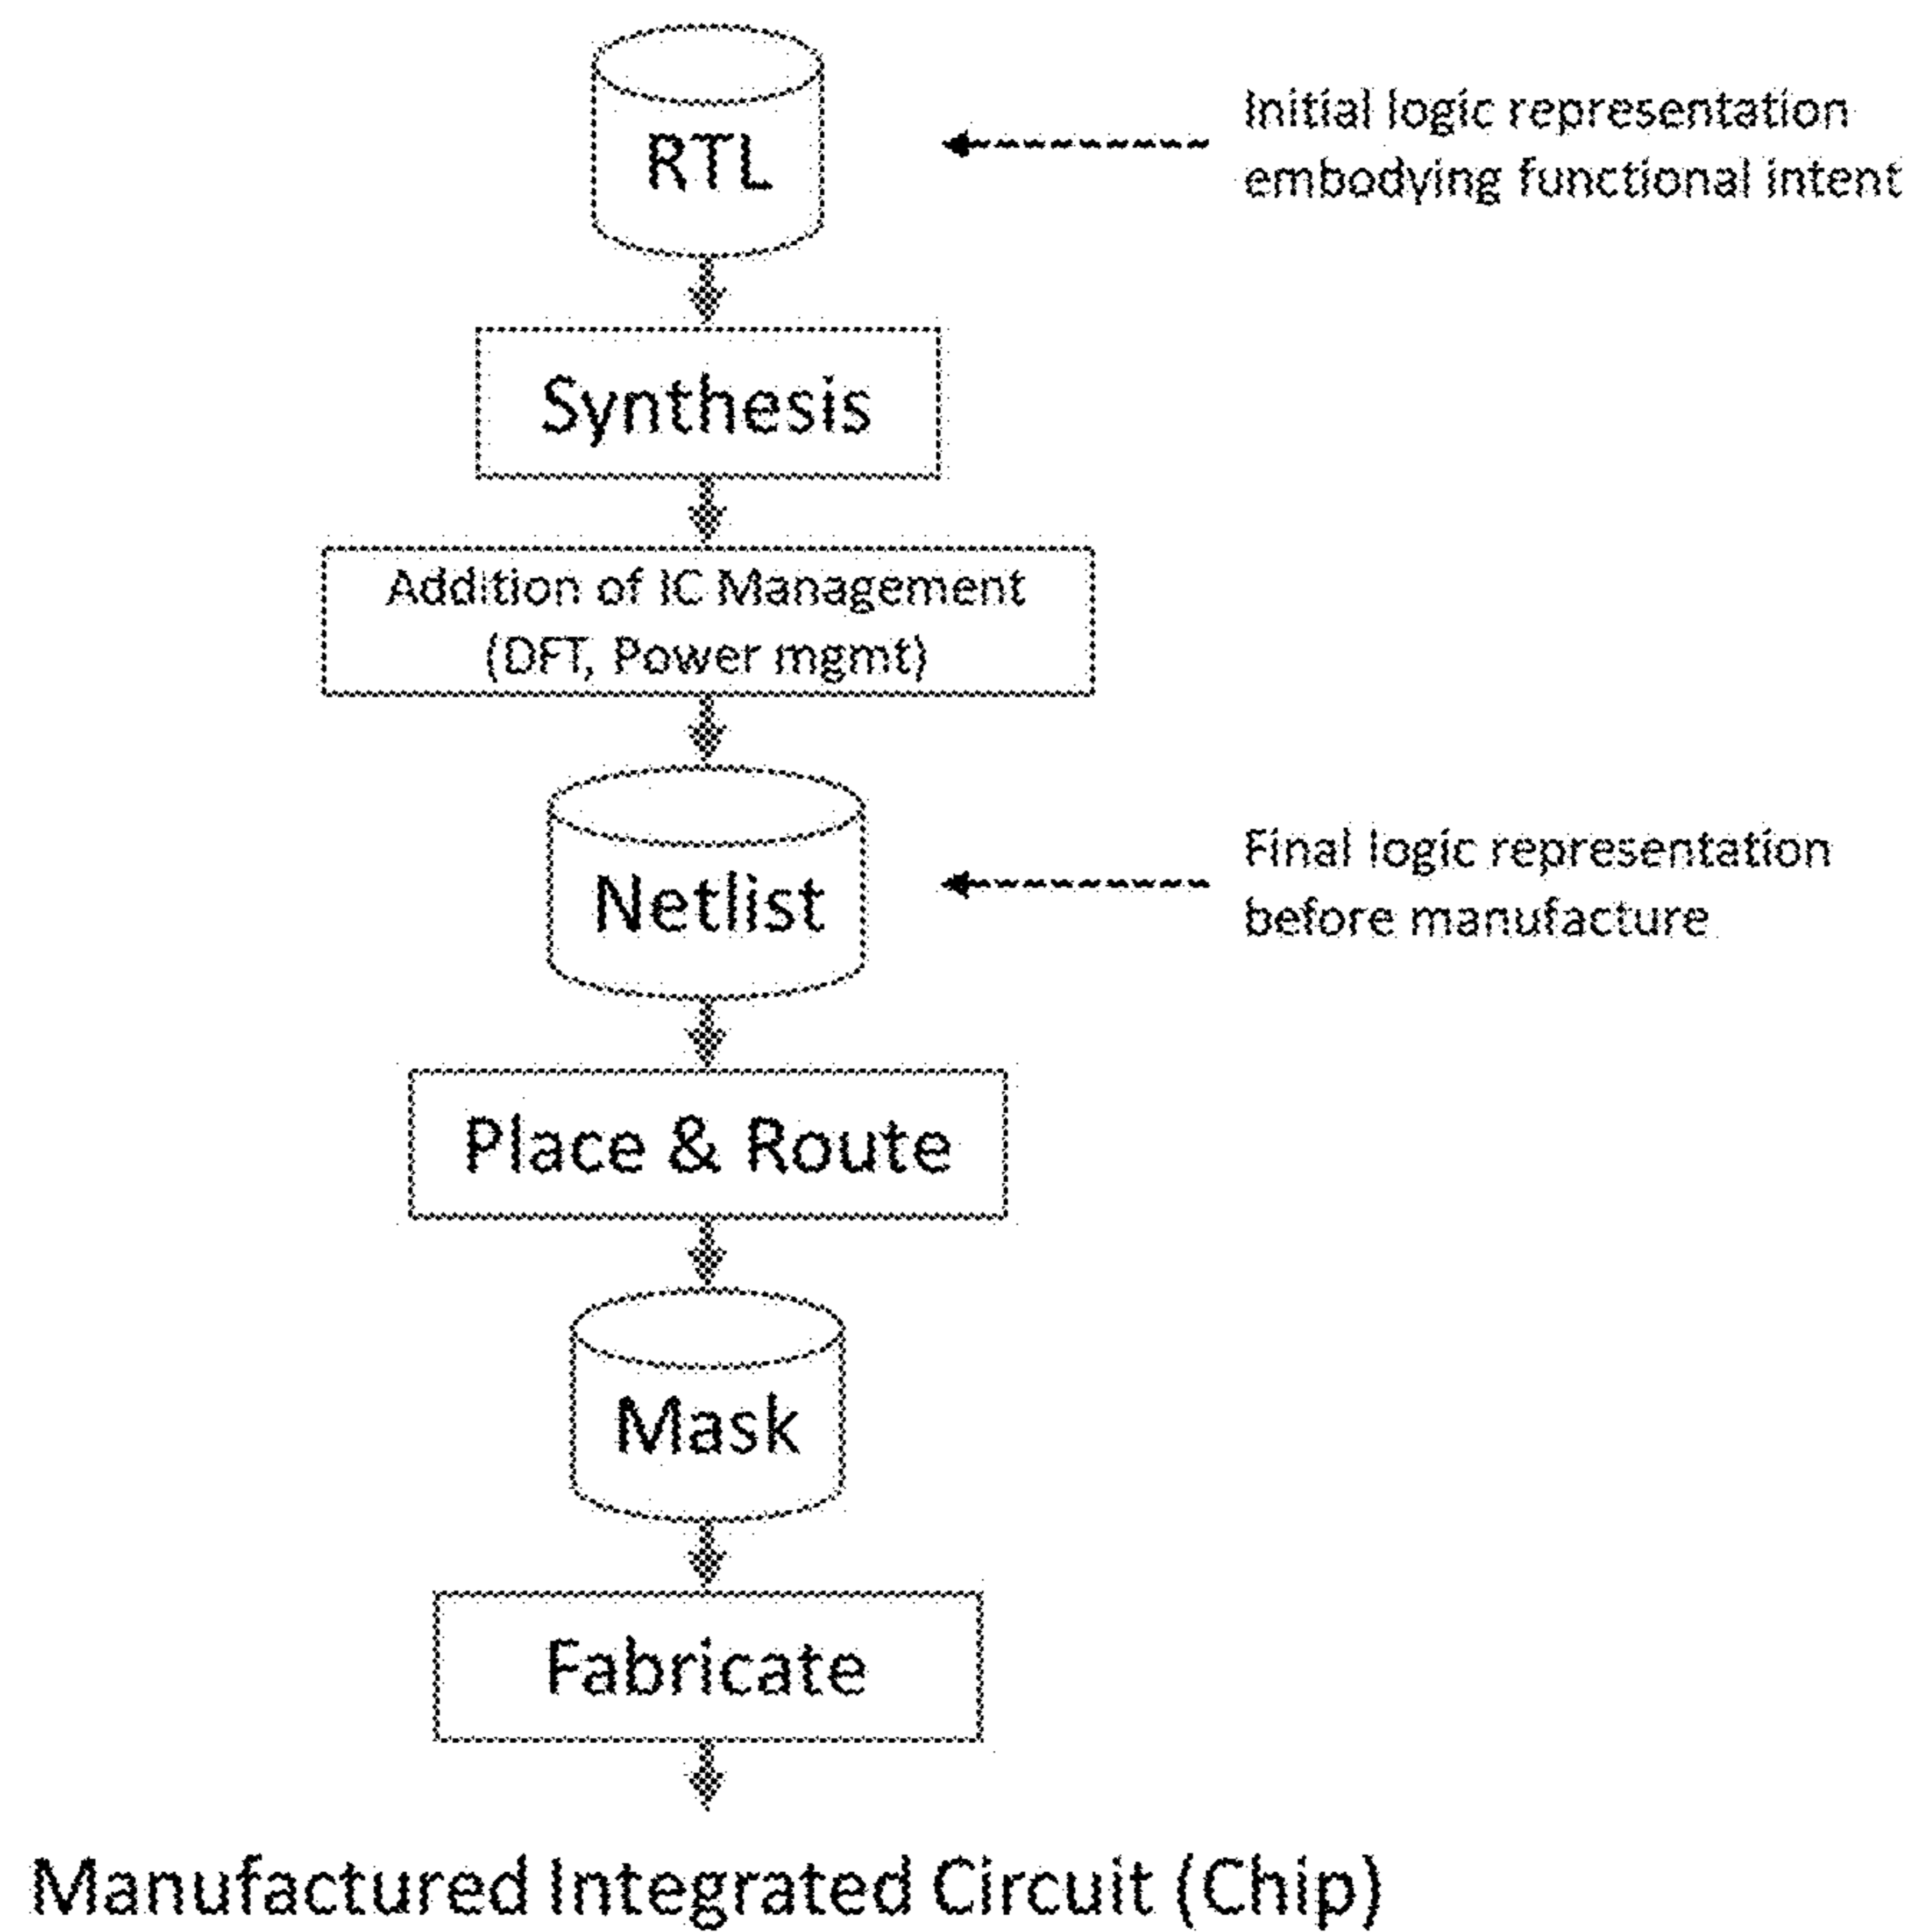 RTL
Initial logic representation
embodying functional intent
Synthesis
Addition of IC Management
(DFT, Power mgmt)
Netlist
Final logic representation
before manufacture
Place & Route
Mask
Fabricate
Manufactured Integrated Circuit (Chip)